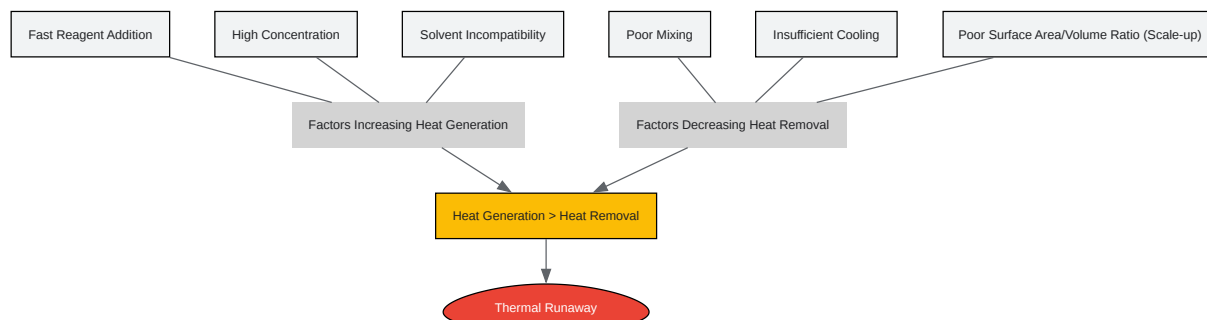 Fast Reagent Addition
High Concentration
Solvent Incompatibility
Poor Mixing
Insufficient Cooling
Poor Surface Area/Volume Ratio (Scale-up)
Factors Increasing Heat Generation
Factors Decreasing Heat Removal
Heat Generation > Heat Removal
Thermal Runaway